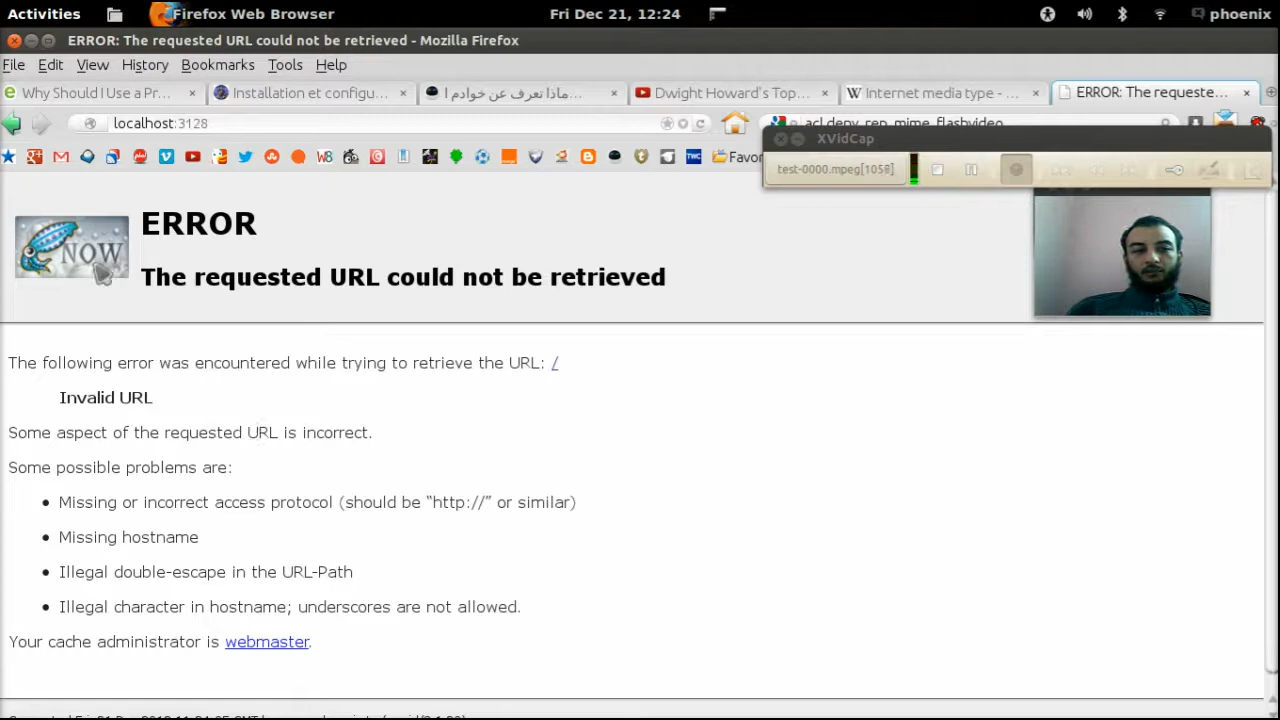 Activities Firefox Web Browser Fri Dec 21, 12:24 phoenix
ERROR: The requested URL could not be retrieved - Mozilla Firefox
File Edit View History Bookmarks Tools Help
Why Should I Use a Pr... Installation et configu... ماذا تعرف عن خوادم ا... Dwight Howard's Top... Internet media type - ... ERROR: The requeste...
localhost:3128 acl deny rep_mime_flashvideo
XVidCap
Favor
test-0000.mpeg[1058]
NOW
ERROR
The requested URL could not be retrieved
The following error was encountered while trying to retrieve the URL: /
Invalid URL
Some aspect of the requested URL is incorrect.
Some possible problems are:
• Missing or incorrect access protocol (should be “http://” or similar)
• Missing hostname
• Illegal double-escape in the URL-Path
• Illegal character in hostname; underscores are not allowed.
Your cache administrator is webmaster.